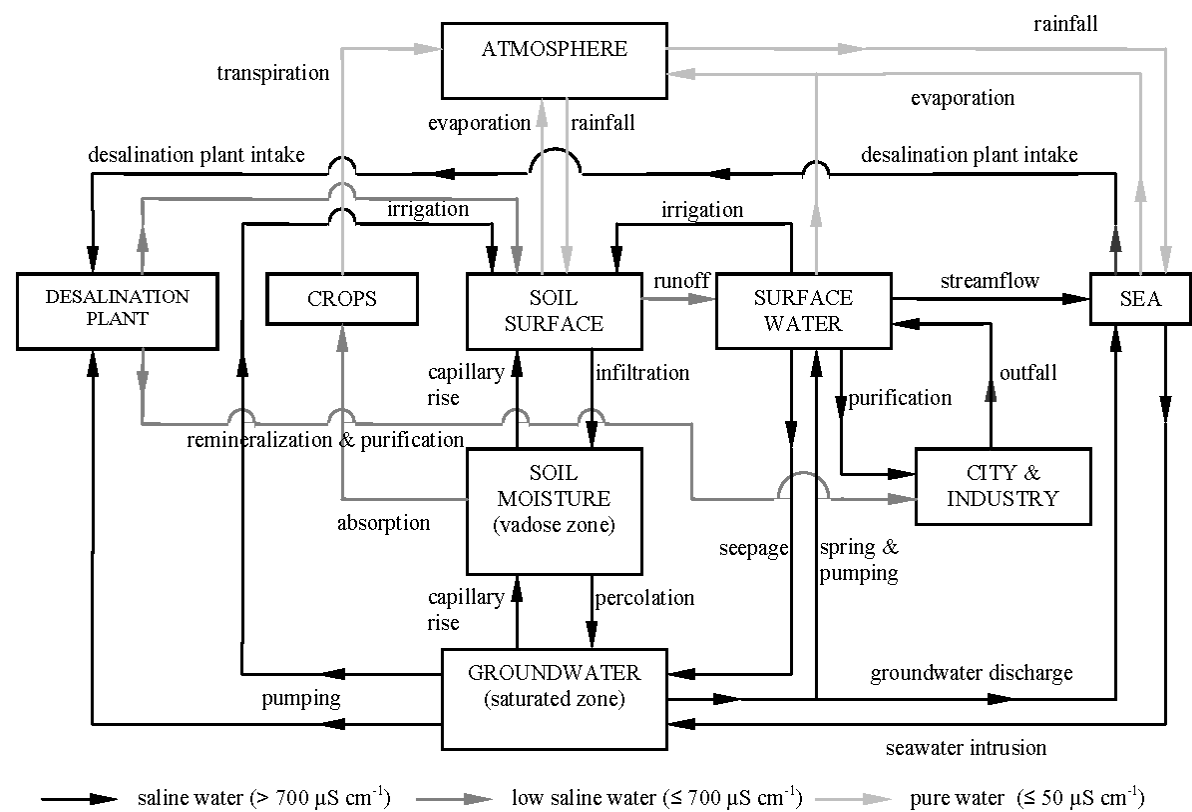 rainfall
ATMOSPHERE
transpiration
evaporation
evaporation
rainfall
desalination plant intake
desalination plant intake
irrigation
irrigation
DESALINATION
PLANT
CROPS
SOIL
SURFACE
runoff
SURFACE
WATER
streamflow
SEA
capillary
rise
infiltration
purification
outfall
remineralization & purification
SOIL
MOISTURE
(vadose zone)
CITY &
INDUSTRY
absorption
seepage
spring &
pumping
capillary
rise
percolation
GROUNDWATER
(saturated zone)
groundwater discharge
pumping
seawater intrusion
saline water (> 700 µS cm⁻¹)
low saline water (≤ 700 µS cm⁻¹)
pure water (≤ 50 µS cm⁻¹)